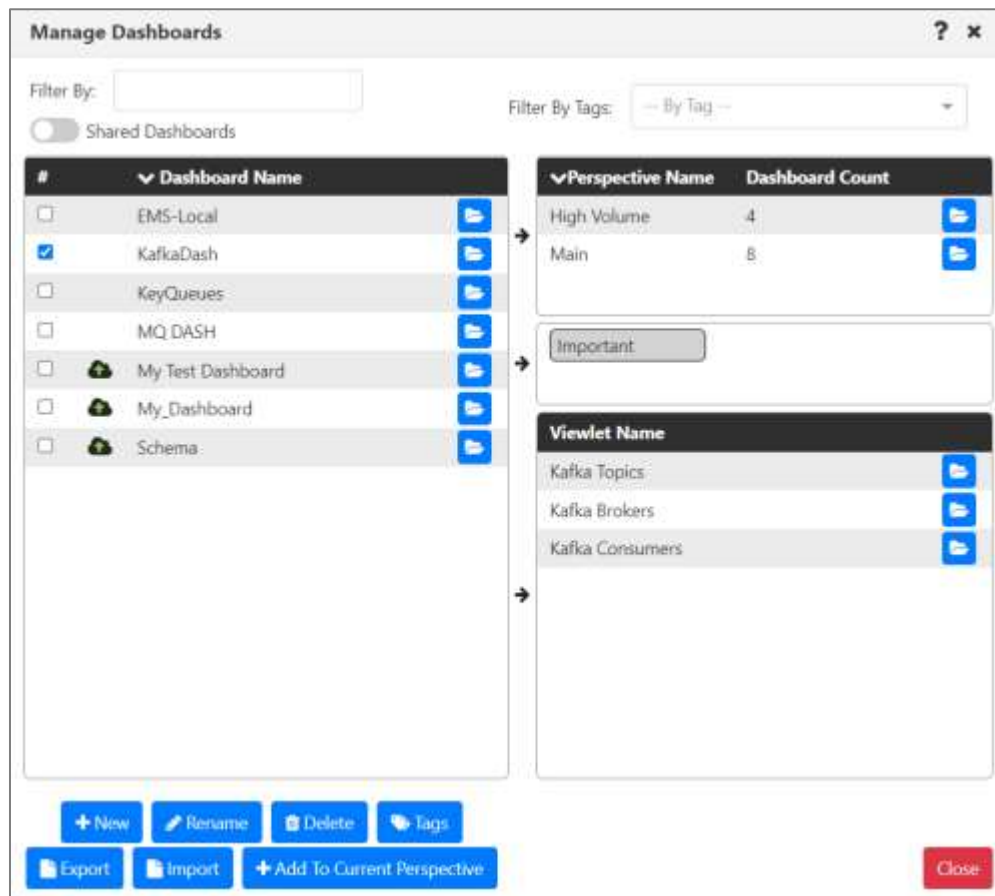 Manage Dashboards ?
Filter By:
Filter By Tags: -- By Tag --
Shared Dashboards
# Dashboard Name
EMS-Local
KafkaDash
KeyQueues
MQ DASH
My Test Dashboard
My_Dashboard
Schema
Perspective Name Dashboard Count
High Volume 4
Main 8
Important
Viewlet Name
Kafka Topics
Kafka Brokers
Kafka Consumers
+ New Rename Delete Tags
Export Import + Add To Current Perspective Close